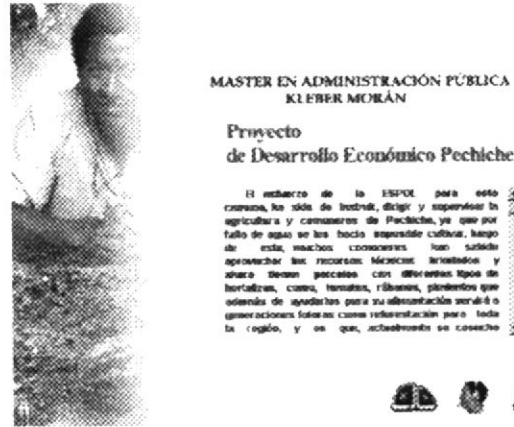 MASTER EN ADMINISTRACIÓN PÚBLICA
KLEBER MORÁN
Proyecto
de Desarrollo Económico Pechiche
El esfuerzo de la ESPOL para esta
comuna, ha sido de instruir, dirigir y supervisar la
agricultura y comuneros de Pechiche, ya que por
falta de agua se les hacía imposible cultivar, luego
de esta, muchos comuneros han sabido
aprovechar los recursos técnicos brindados y
ahora tienen parcelas con diferentes tipos de
hortalizas, como, tomates, rábanos, pimientos que
además de ayudarlos para su alimentación servirá a
generaciones futuras como reforestación para toda
la región, y es que, actualmente se cosecha